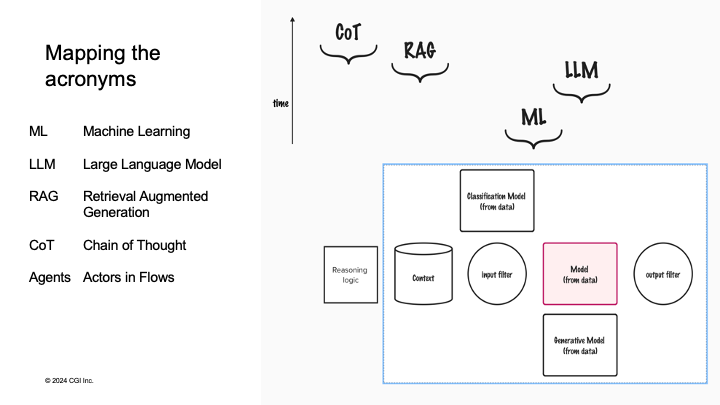 Mapping the
acronyms
ML Machine Learning
LLM Large Language Model
RAG Retrieval Augmented
Generation
CoT Chain of Thought
Agents Actors in Flows
© 2024 CGI Inc.
time
CoT
RAG
LLM
ML
Classification Model
(from data)
Reasoning
logic
Context
input filter
Model
(from data)
output filter
Generative Model
(from data)